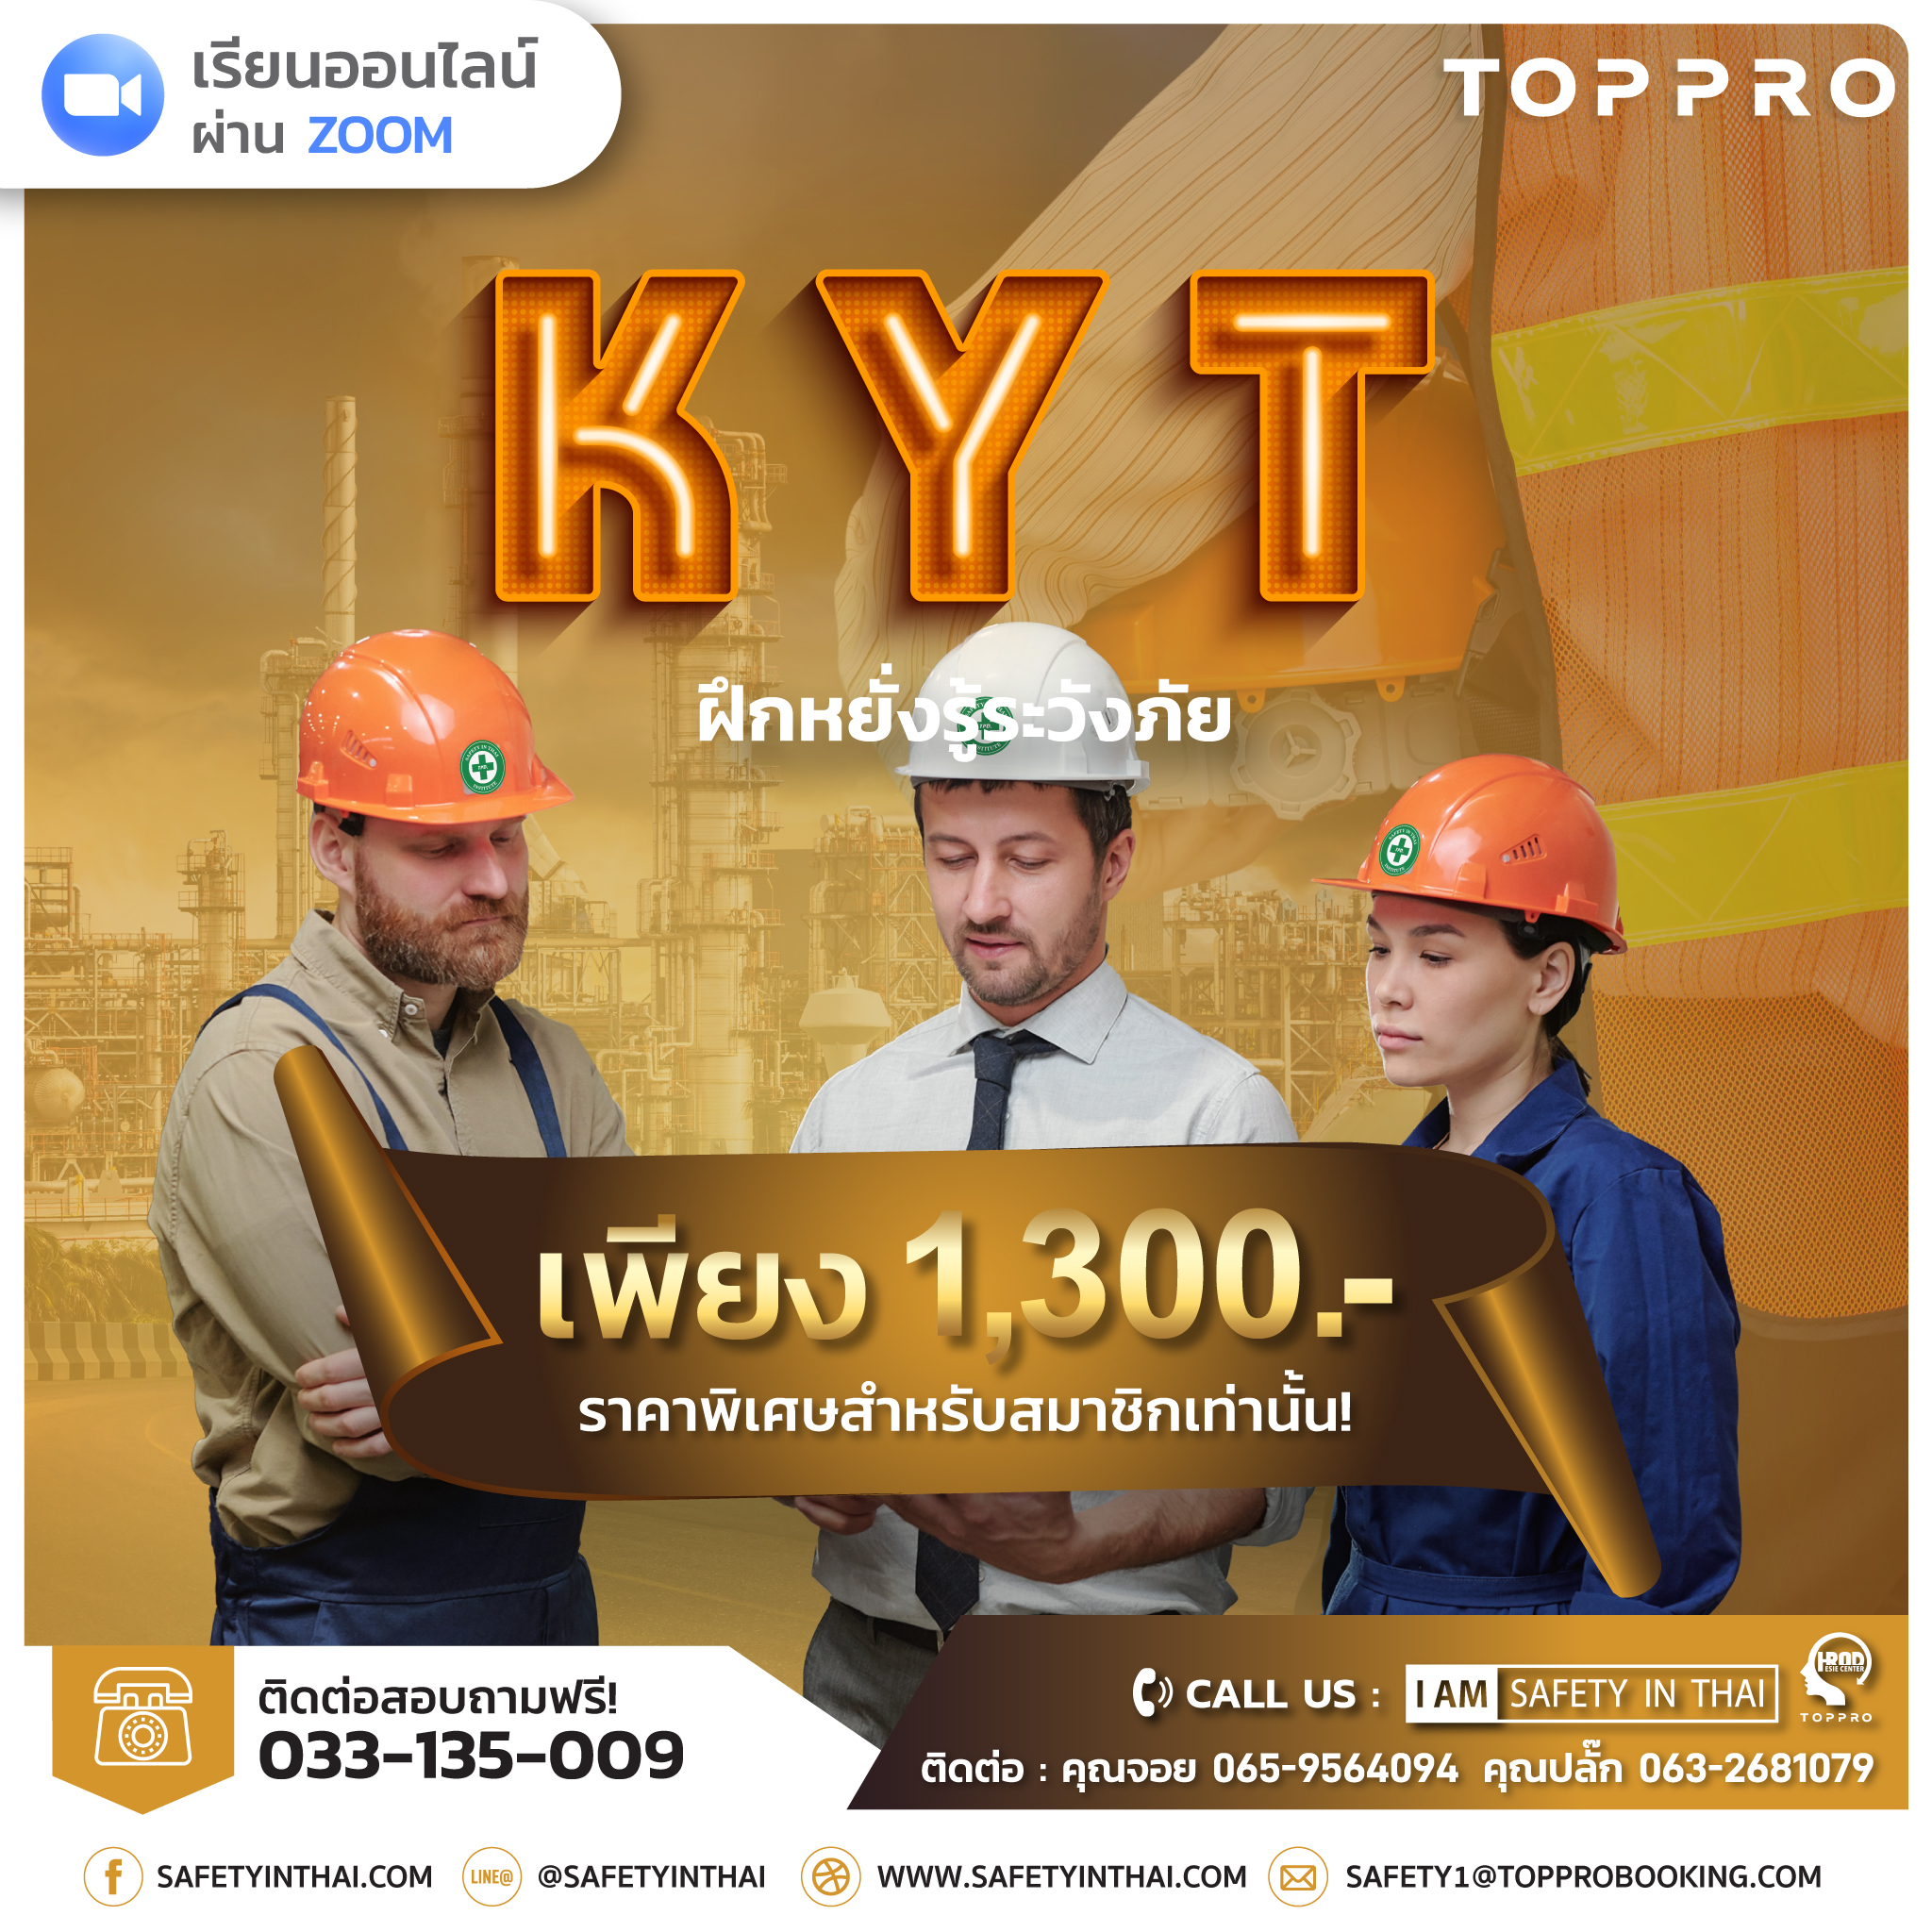 เรียนออนไลน์
ผ่าน ZOOM
TOPPRO
KYT
ฝึกหยั่งรู้ระวังภัย
เพียง 1,300.-
ราคาพิเศษสำหรับสมาชิกเท่านั้น!
ติดต่อสอบถามฟรี!
033-135-009
CALL US : I AM SAFETY IN THAI
TOPPRO
ติดต่อ : คุณจอย 065-9564094 คุณปลั๊ก 063-2681079
SAFETYINTHAI.COM LINE@ @SAFETYINTHAI WWW.SAFETYINTHAI.COM SAFETY1@TOPPROBOOKING.COM